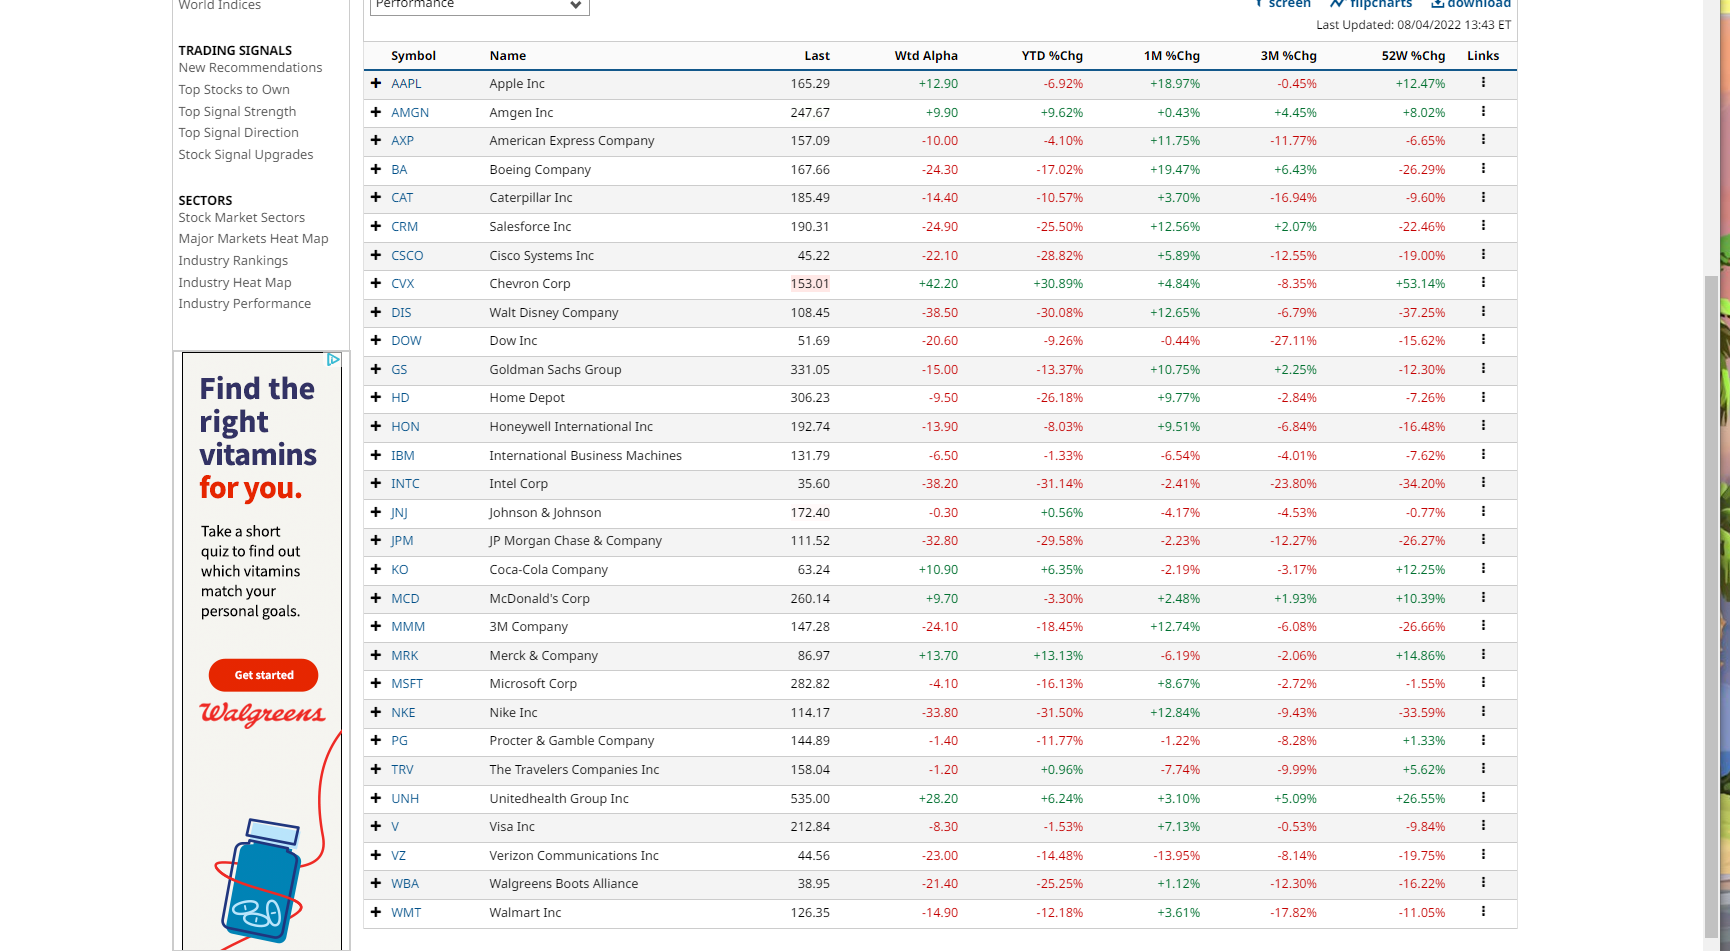 World Indices
TRADING SIGNALS
New Recommendations
Top Stocks to Own
Top Signal Strength
Top Signal Direction
Stock Signal Upgrades
SECTORS
Stock Market Sectors
Major Markets Heat Map
Industry Rankings
Industry Heat Map
Industry Performance
Find the
right
vitamins
for you.
Take a short
quiz to find out
which vitamins
match your
personal goals.
Get started
Walgreens
Performance
screen flipcharts download
Last Updated: 08/04/2022 13:43 ET
Symbol Name Last Wtd Alpha YTD %Chg 1M %Chg 3M %Chg 52W %Chg Links
AAPL Apple Inc 165.29 +12.90 -6.92% +18.97% -0.45% +12.47%
AMGN Amgen Inc 247.67 +9.90 +9.62% +0.43% +4.45% +8.02%
AXP American Express Company 157.09 -10.00 -4.10% +11.75% -11.77% -6.65%
BA Boeing Company 167.66 -24.30 -17.02% +19.47% +6.43% -26.29%
CAT Caterpillar Inc 185.49 -14.40 -10.57% +3.70% -16.94% -9.60%
CRM Salesforce Inc 190.31 -24.90 -25.50% +12.56% +2.07% -22.46%
CSCO Cisco Systems Inc 45.22 -22.10 -28.82% +5.89% -12.55% -19.00%
CVX Chevron Corp 153.01 +42.20 +30.89% +4.84% -8.35% +53.14%
DIS Walt Disney Company 108.45 -38.50 -30.08% +12.65% -6.79% -37.25%
DOW Dow Inc 51.69 -20.60 -9.26% -0.44% -27.11% -15.62%
GS Goldman Sachs Group 331.05 -15.00 -13.37% +10.75% +2.25% -12.30%
HD Home Depot 306.23 -9.50 -26.18% +9.77% -2.84% -7.26%
HON Honeywell International Inc 192.74 -13.90 -8.03% +9.51% -6.84% -16.48%
IBM International Business Machines 131.79 -6.50 -1.33% -6.54% -4.01% -7.62%
INTC Intel Corp 35.60 -38.20 -31.14% -2.41% -23.80% -34.20%
JNJ Johnson & Johnson 172.40 -0.30 +0.56% -4.17% -4.53% -0.77%
JPM JP Morgan Chase & Company 111.52 -32.80 -29.58% -2.23% -12.27% -26.27%
KO Coca-Cola Company 63.24 +10.90 +6.35% -2.19% -3.17% +12.25%
MCD McDonald's Corp 260.14 +9.70 -3.30% +2.48% +1.93% +10.39%
MMM 3M Company 147.28 -24.10 -18.45% +12.74% -6.08% -26.66%
MRK Merck & Company 86.97 +13.70 +13.13% -6.19% -2.06% +14.86%
MSFT Microsoft Corp 282.82 -4.10 -16.13% +8.67% -2.72% -1.55%
NKE Nike Inc 114.17 -33.80 -31.50% +12.84% -9.43% -33.59%
PG Procter & Gamble Company 144.89 -1.40 -11.77% -1.22% -8.28% +1.33%
TRV The Travelers Companies Inc 158.04 -1.20 +0.96% -7.74% -9.99% +5.62%
UNH Unitedhealth Group Inc 535.00 +28.20 +6.24% +3.10% +5.09% +26.55%
V Visa Inc 212.84 -8.30 -1.53% +7.13% -0.53% -9.84%
VZ Verizon Communications Inc 44.56 -23.00 -14.48% -13.95% -8.14% -19.75%
WBA Walgreens Boots Alliance 38.95 -21.40 -25.25% +1.12% -12.30% -16.22%
WMT Walmart Inc 126.35 -14.90 -12.18% +3.61% -17.82% -11.05%